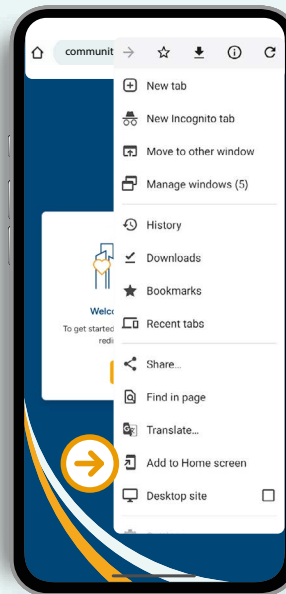 communit
New tab
New Incognito tab
Move to other window
Manage windows (5)
History
Downloads
Bookmarks
Welc
Recent tabs
To get started
redi
Share...
Find in page
Translate...
Add to Home screen
Desktop site